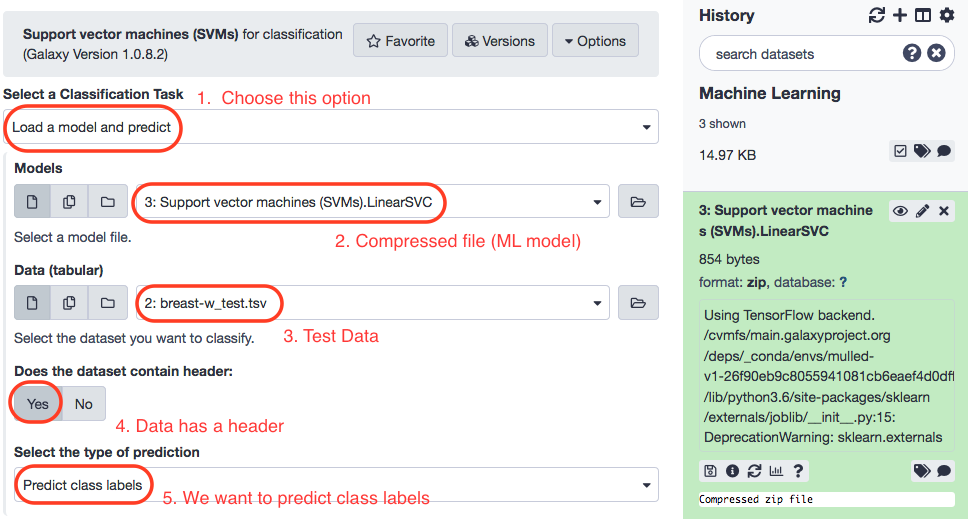 Support vector machines (SVMs) for classification
(Galaxy Version 1.0.8.2)
Favorite
Versions
Options
Select a Classification Task
1. Choose this option
Load a model and predict
Models
3: Support vector machines (SVMs).LinearSVC
Select a model file.
2. Compressed file (ML model)
Data (tabular)
2: breast-w_test.tsv
Select the dataset you want to classify.
3. Test Data
Does the dataset contain header:
Yes
No
4. Data has a header
Select the type of prediction
Predict class labels
5. We want to predict class labels
History
search datasets
Machine Learning
3 shown
14.97 KB
3: Support vector machine
s (SVMs).LinearSVC
854 bytes
format: zip, database: ?
Using TensorFlow backend.
/cvmfs/main.galaxyproject.org
/deps/_conda/envs/mulled-
v1-26f90eb9c8055941081cb6eaef4d0dff
/lib/python3.6/site-packages/sklearn
/externals/joblib/__init__.py:15:
DeprecationWarning: sklearn.externals
Compressed zip file